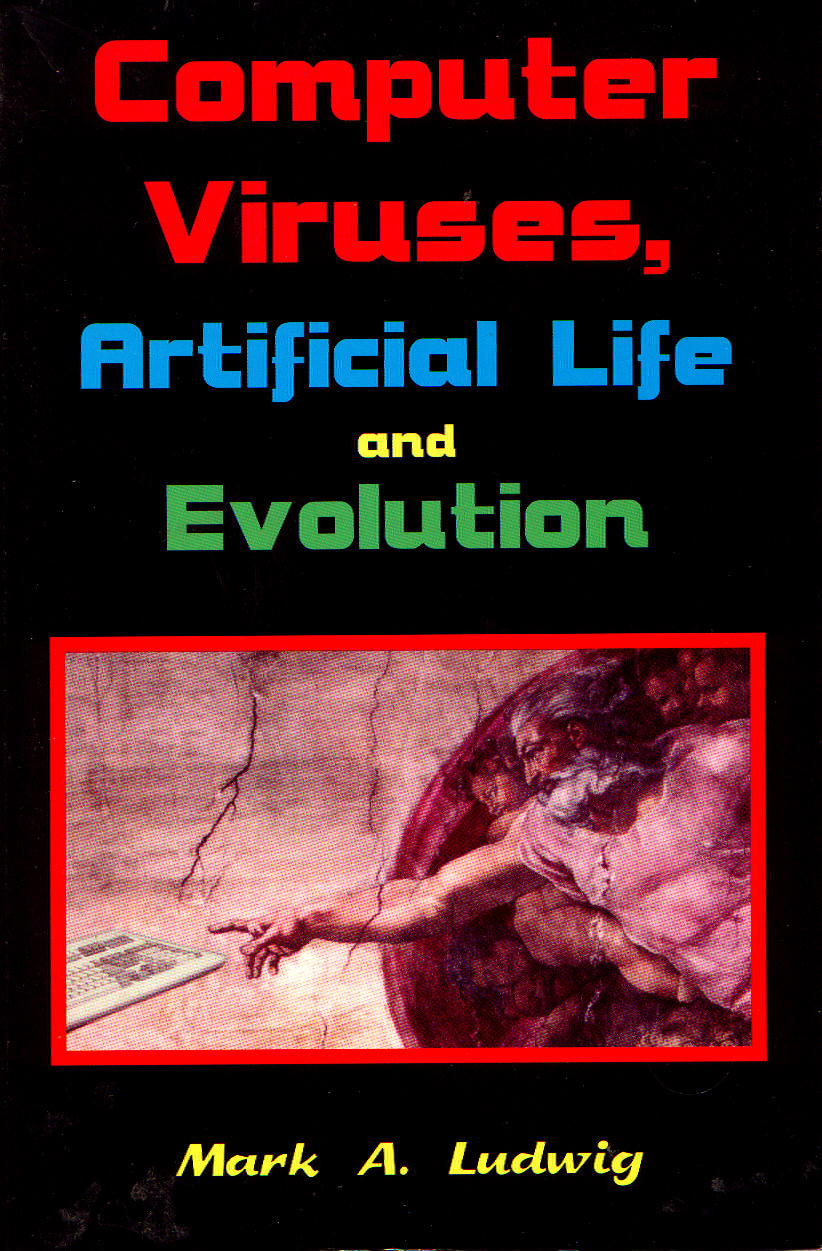 Computer
Viruses,
Artificial Life
and
Evolution
Mark A. Ludwig